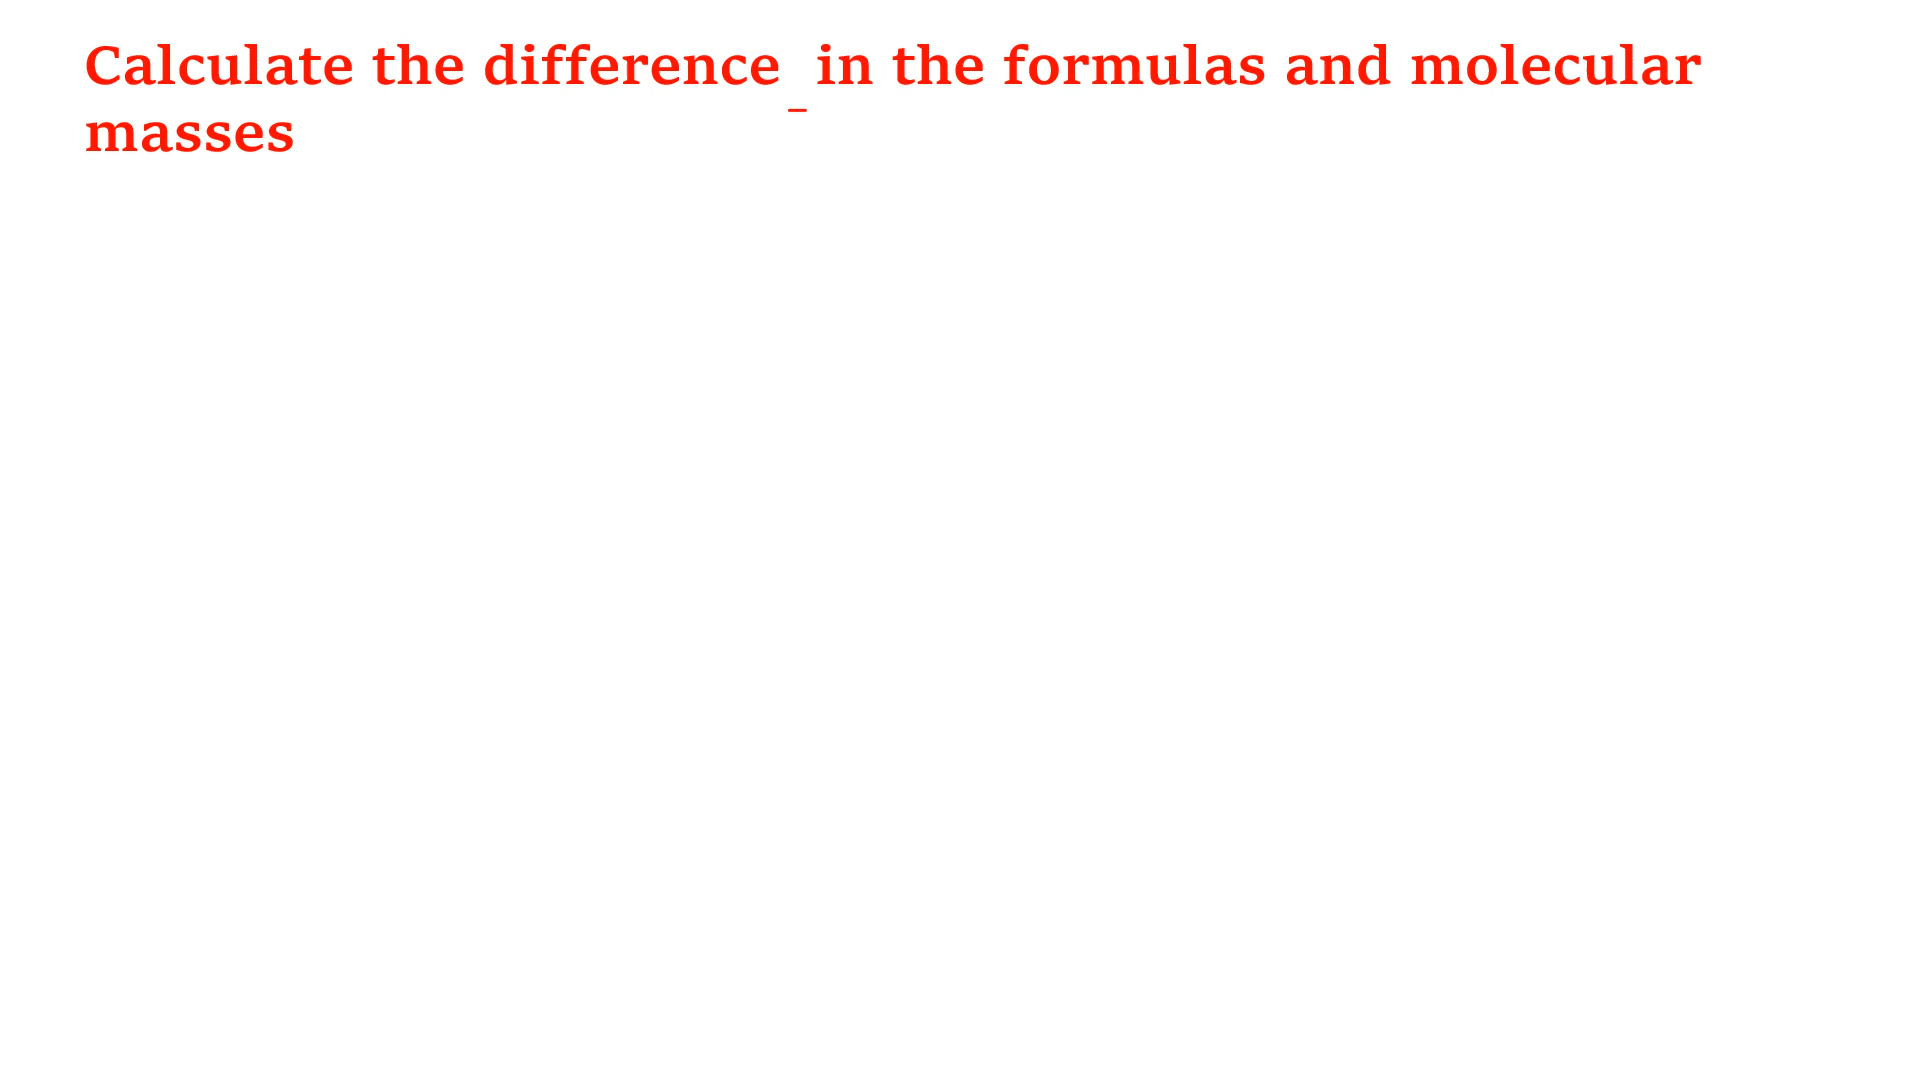 Calculate the difference _ in the formulas and molecular
masses